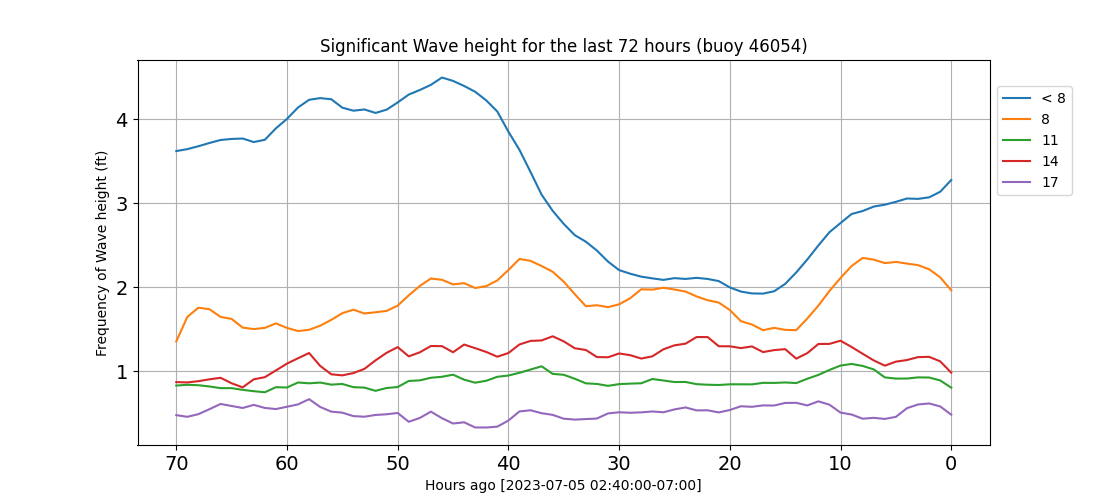 Significant Wave height for the last 72 hours (buoy 46054)
Frequency of Wave height (ft)
4
3
2
1
70 60 50 40 30 20 10 0
Hours ago [2023-07-05 02:40:00-07:00]
< 8
8
11
14
17